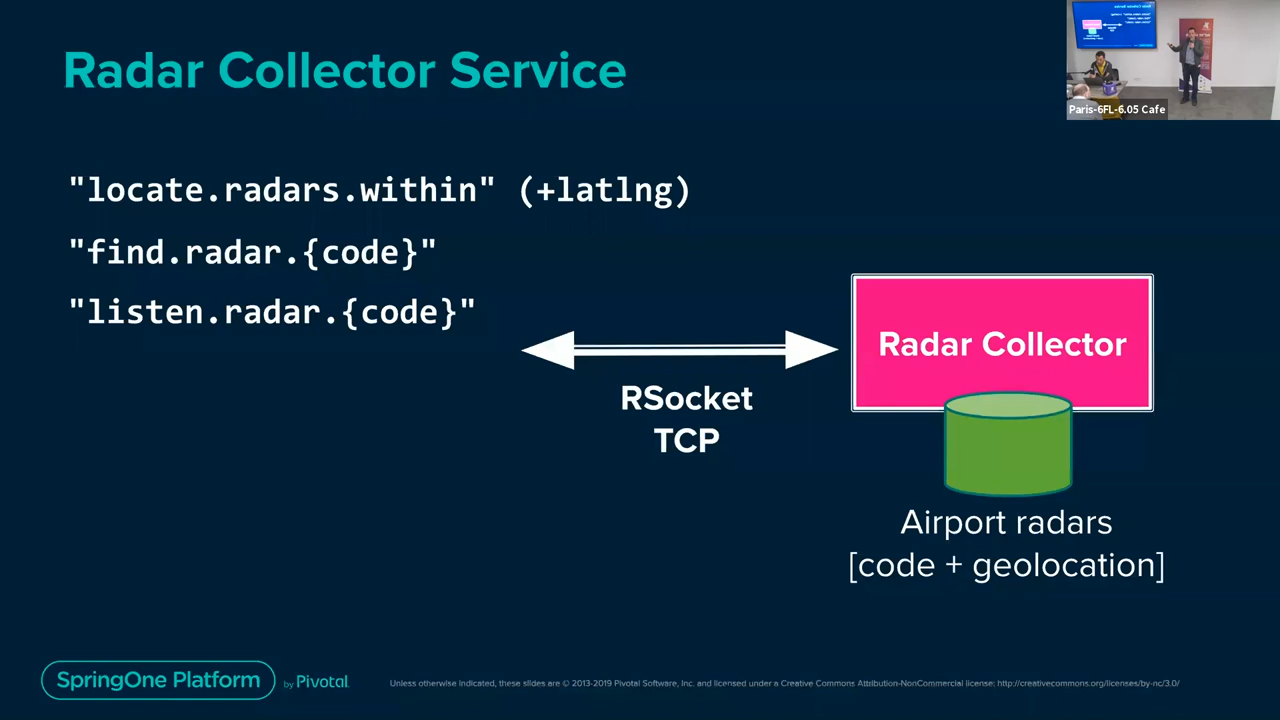 Radar Collector Service
Paris-6FL-6.05 Cafe
"locate.radars.within" (+latlng)
"find.radar.{code}"
"listen.radar.{code}"
RSocket
TCP
Radar Collector
Airport radars
[code + geolocation]
SpringOne Platform by Pivotal
Unless otherwise indicated, these slides are © 2013-2019 Pivotal Software, Inc. and licensed under a Creative Commons Attribution-NonCommercial license: http://creativecommons.org/licenses/by-nc/3.0/